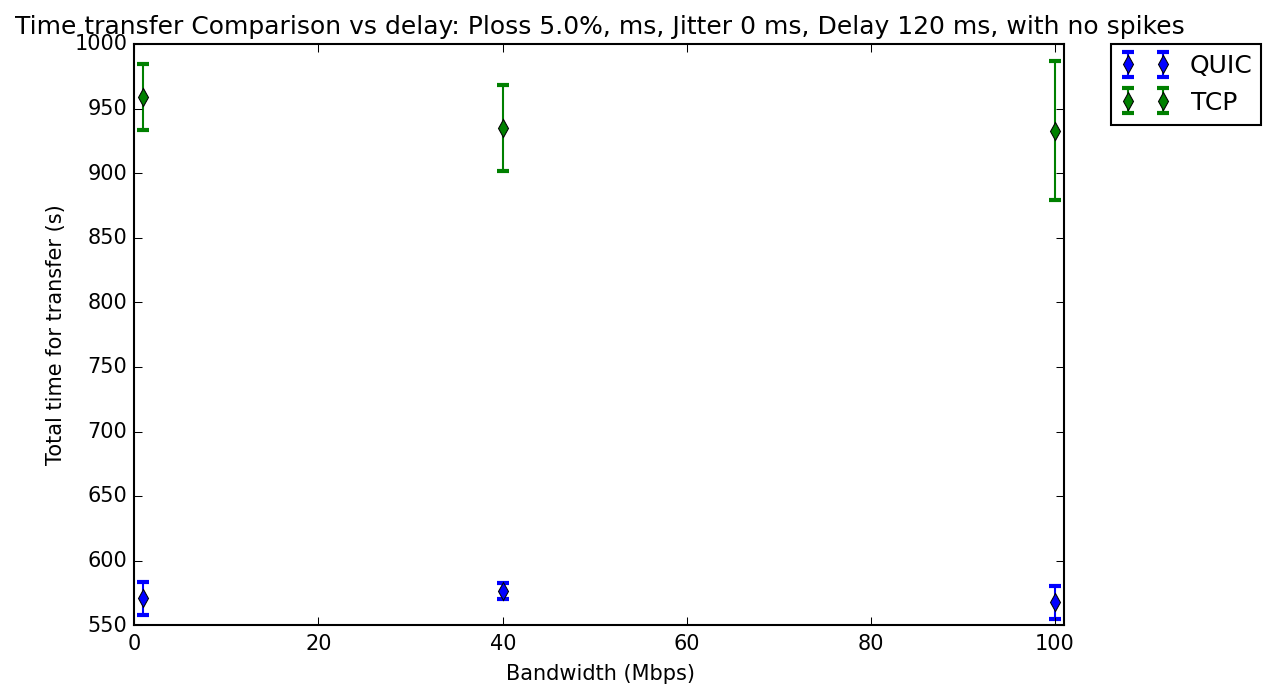 Time transfer Comparison vs delay: Ploss 5.0%, ms, Jitter 0 ms, Delay 120 ms, with no spikes
QUIC
TCP
Total time for transfer (s)
1000
950
900
850
800
750
700
650
600
550
0 20 40 60 80 100
Bandwidth (Mbps)